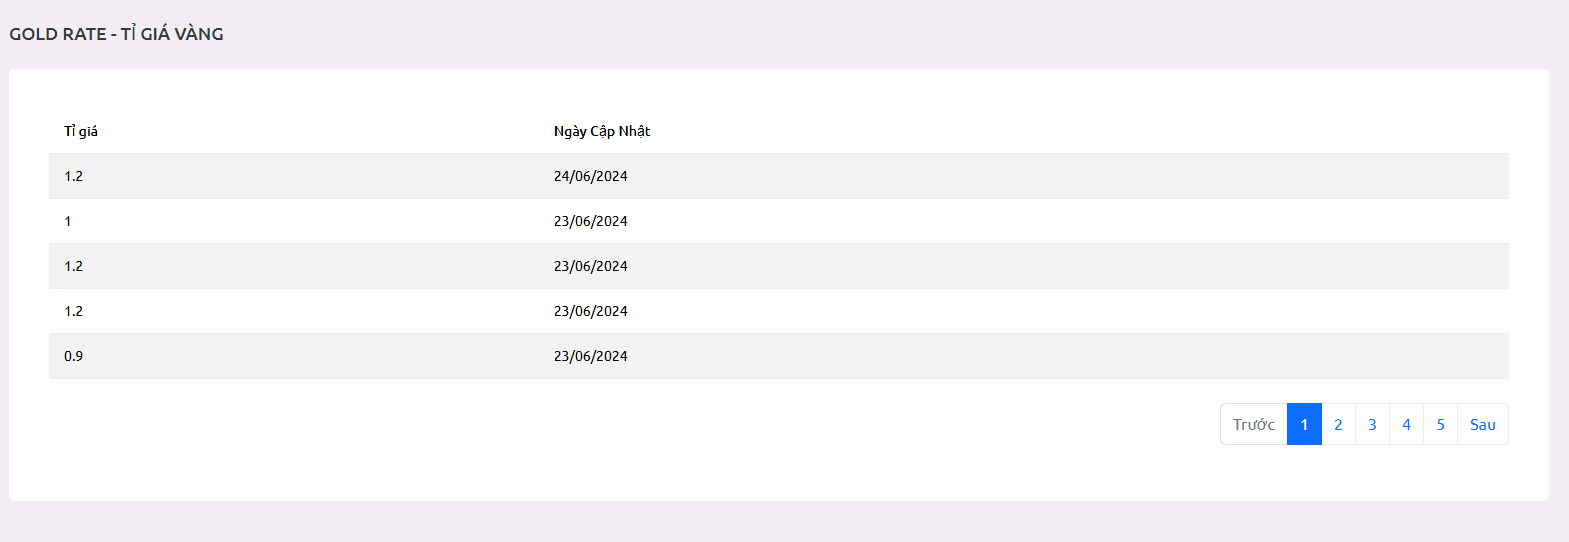 GOLD RATE - TỈ GIÁ VÀNG
Tỉ giá Ngày Cập Nhật
1.2 24/06/2024
1 23/06/2024
1.2 23/06/2024
1.2 23/06/2024
0.9 23/06/2024
Trước 1 2 3 4 5 Sau